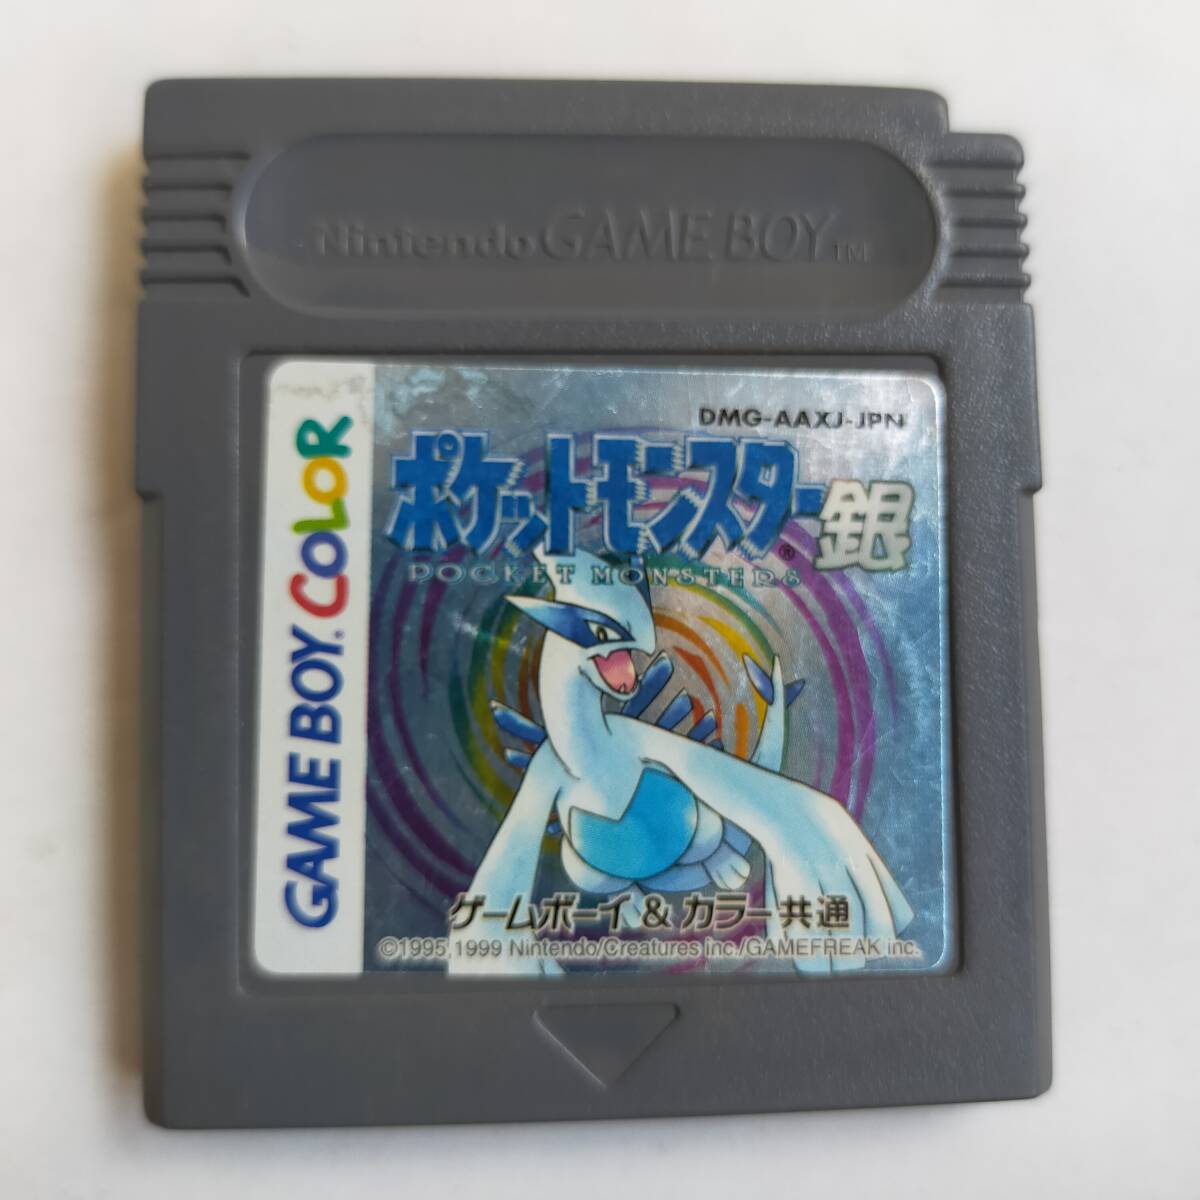 Nintendo GAME BOY™
DMG-AAXJ-JPN
ポケットモンスター銀
®
POCKET MONSTERS
GAME BOY COLOR
ゲームボーイ & カラー共通
©1995,1999 Nintendo/Creatures inc./GAMEFREAK inc.